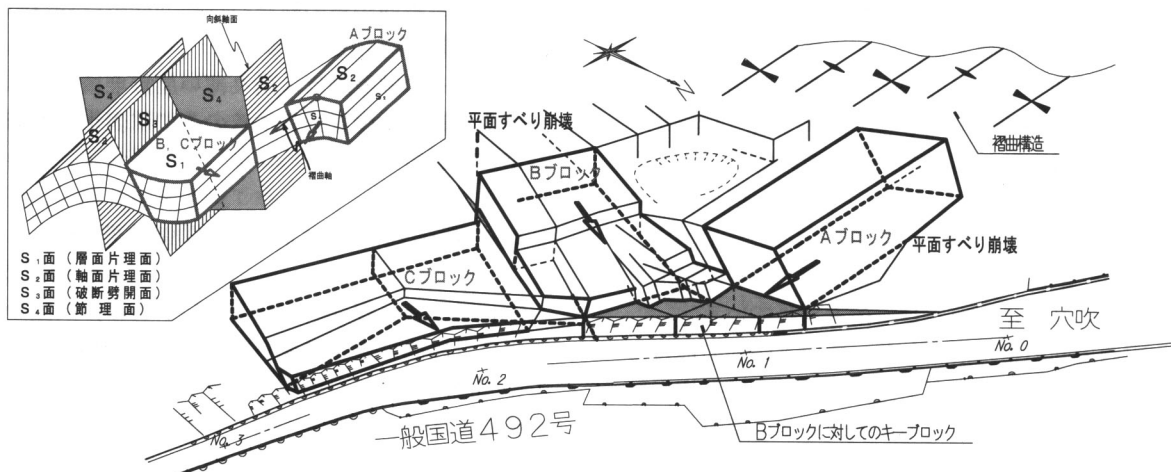 向斜軸面
Aブロック
S₄
S₂
S₄
S₂
S₃
S₁
S₂
B、Cブロック
S₁
褶曲軸
S₁面（層面片理面）
S₂面（軸面片理面）
S₃面（破断劈開面）
S₄面（節理面）
N
平面すべり崩壊
Bブロック
褶曲構造
Aブロック
平面すべり崩壊
Cブロック
至 穴吹
No. 0
No. 1
No. 2
No. 3
一般国道492号
Bブロックに対してのキーブロック